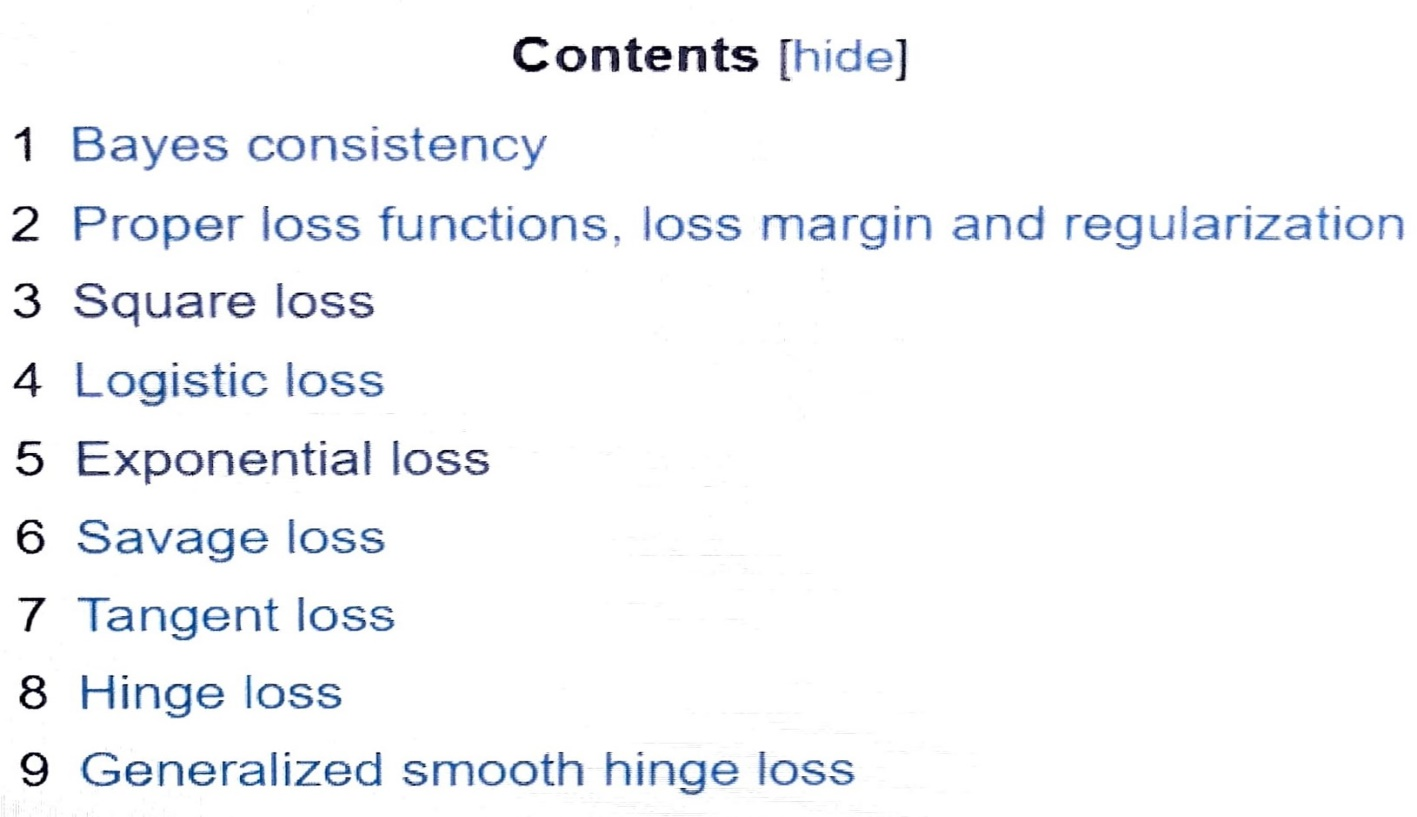 Contents [hide]
1 Bayes consistency
2 Proper loss functions, loss margin and regularization
3 Square loss
4 Logistic loss
5 Exponential loss
6 Savage loss
7 Tangent loss
8 Hinge loss
9 Generalized smooth hinge loss